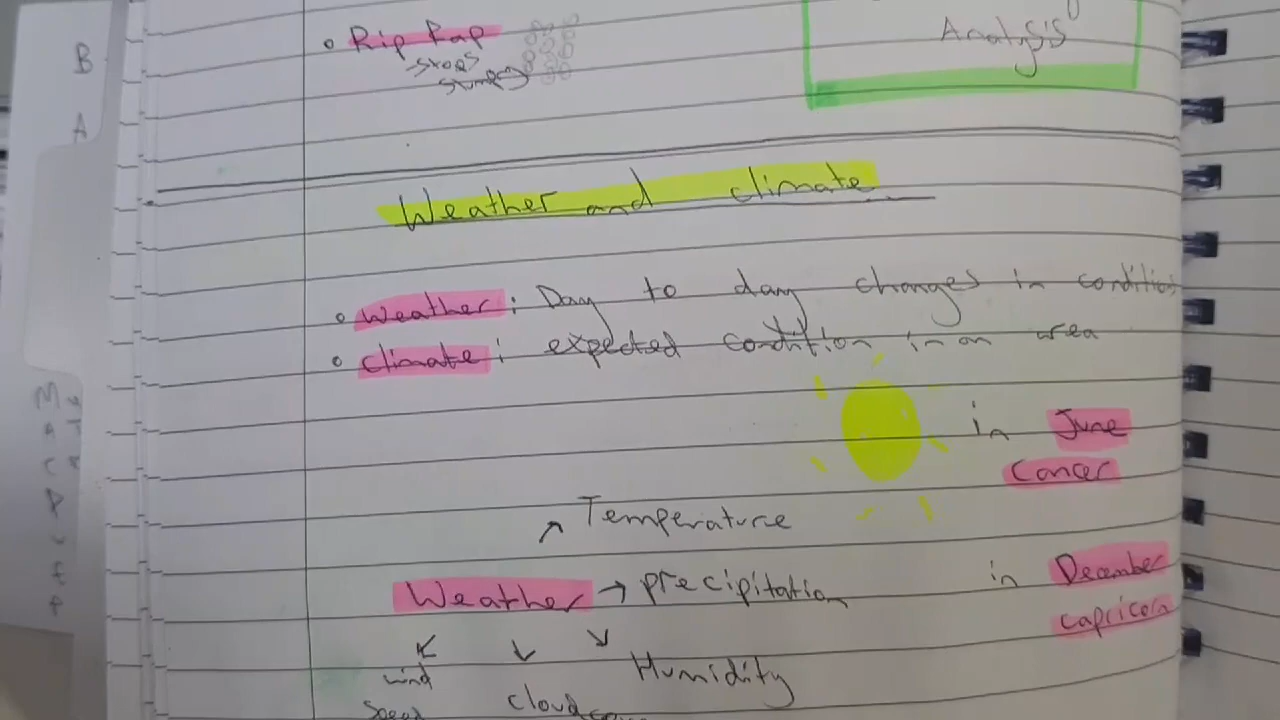 B
A
Rip Rap
Analysis
Weather and climate
Weather: Day to day changes in condition
climate: expected condition in an area
in June
Cancer
Temperature
Weather → precipitation
in December
capricorn
Humidity
wind
speed
cloud